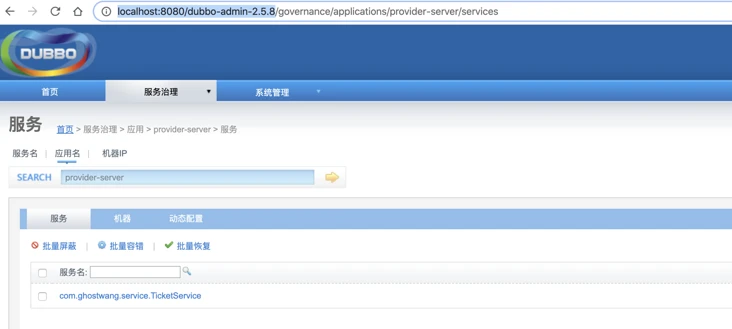 localhost:8080/dubbo-admin-2.5.8/governance/applications/provider-server/services
DUBBO
首页 服务治理 系统管理
服务 首页 > 服务治理 > 应用 > provider-server > 服务
服务名 | 应用名 | 机器IP
SEARCH provider-server
服务 机器 动态配置
批量屏蔽 | 批量容错 | 批量恢复
服务名:
com.ghostwang.service.TicketService